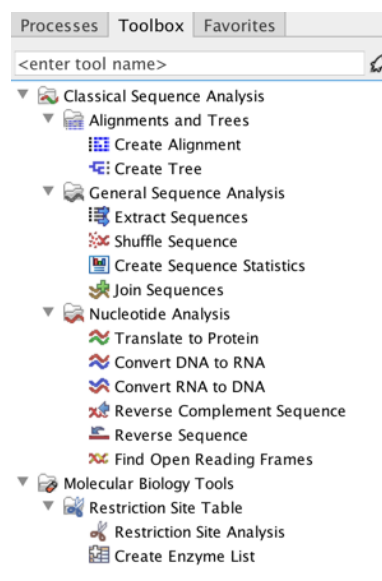 Processes Toolbox Favorites
<enter tool name>
Classical Sequence Analysis
Alignments and Trees
Create Alignment
Create Tree
General Sequence Analysis
Extract Sequences
Shuffle Sequence
Create Sequence Statistics
Join Sequences
Nucleotide Analysis
Translate to Protein
Convert DNA to RNA
Convert RNA to DNA
Reverse Complement Sequence
Reverse Sequence
Find Open Reading Frames
Molecular Biology Tools
Restriction Site Table
Restriction Site Analysis
Create Enzyme List